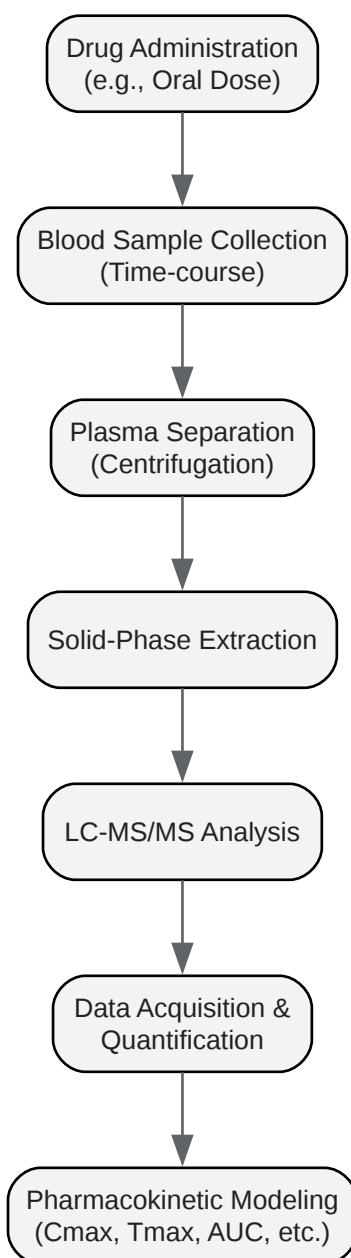 Drug Administration
(e.g., Oral Dose)
Blood Sample Collection
(Time-course)
Plasma Separation
(Centrifugation)
Solid-Phase Extraction
LC-MS/MS Analysis
Data Acquisition &
Quantification
Pharmacokinetic Modeling
(Cmax, Tmax, AUC, etc.)